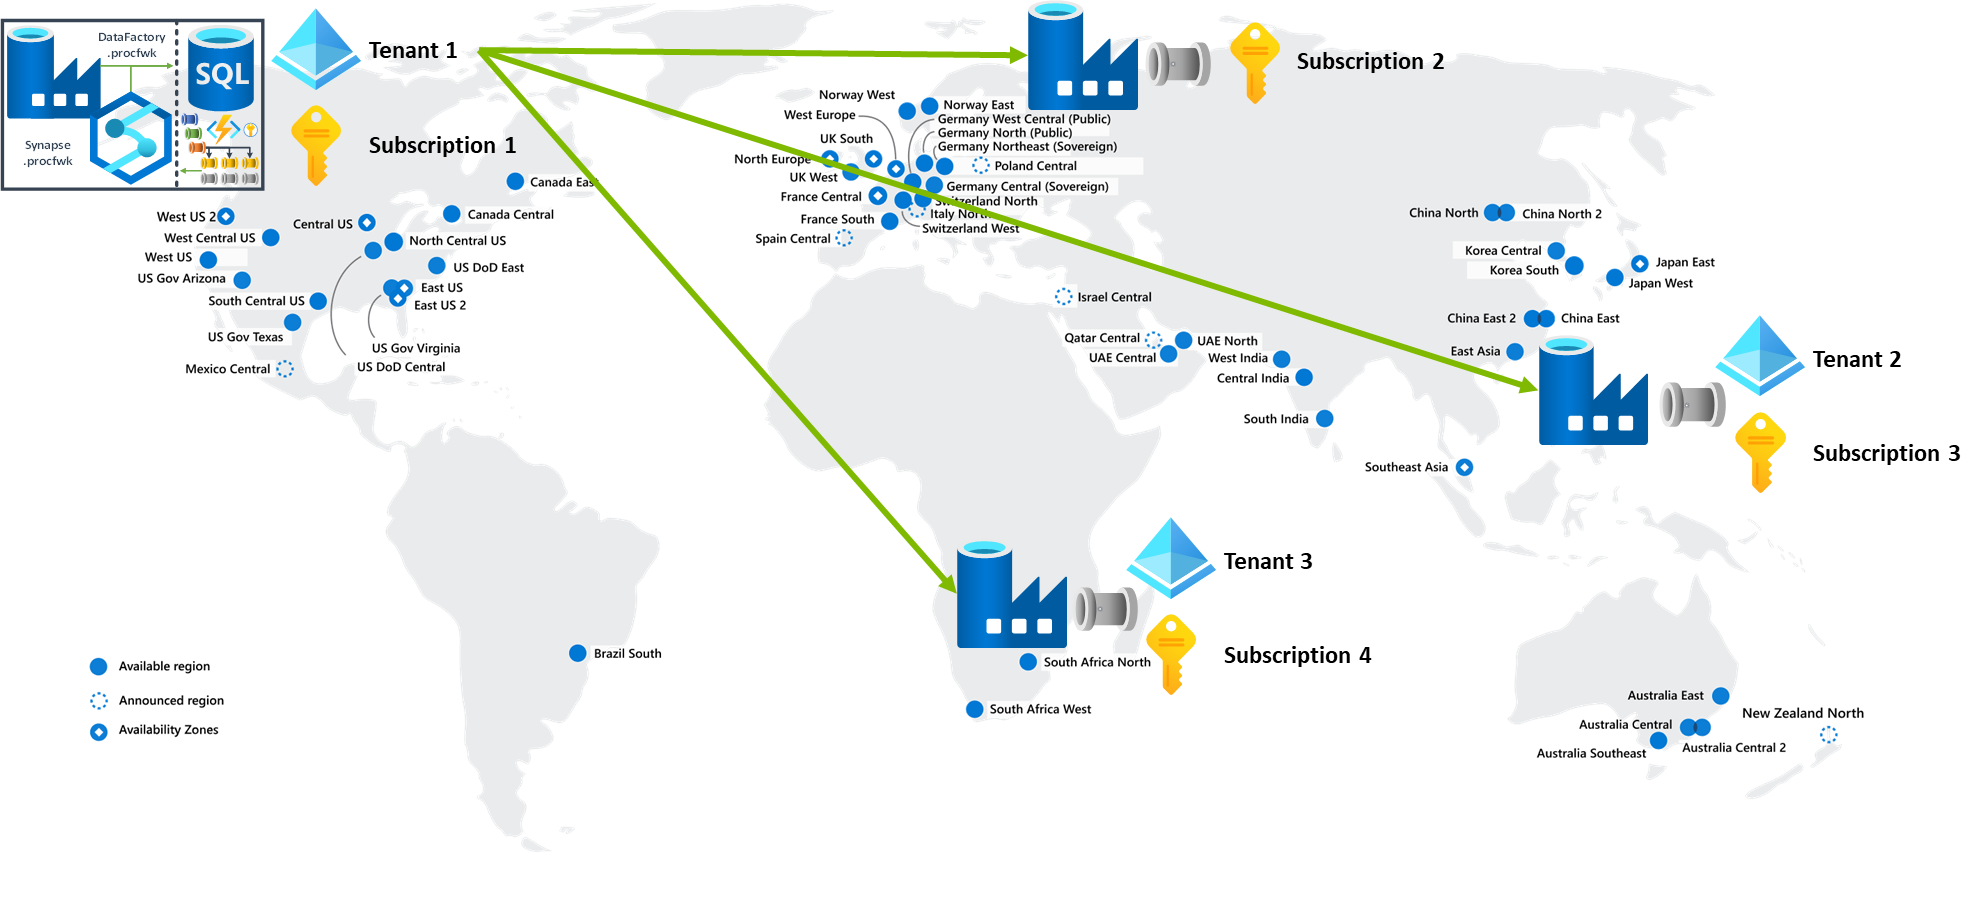 DataFactory
.procfwk
SQL
Synapse
.procfwk
Tenant 1
Subscription 1
Subscription 2
Tenant 2
Subscription 3
Tenant 3
Subscription 4
Canada East
Canada Central
West US 2
Central US
West Central US
North Central US
West US
US DoD East
US Gov Arizona
East US
South Central US
East US 2
US Gov Texas
US Gov Virginia
US DoD Central
Mexico Central
Brazil South
Norway West
Norway East
West Europe
Germany West Central (Public)
Germany North (Public)
UK South
Germany Northeast (Sovereign)
North Europe
Poland Central
UK West
Germany Central (Sovereign)
France Central
Switzerland North
Italy North
France South
Switzerland West
Spain Central
Israel Central
Qatar Central
UAE North
UAE Central
West India
Central India
South India
China North
China North 2
Korea Central
Korea South
Japan East
Japan West
China East 2
China East
East Asia
Southeast Asia
South Africa North
South Africa West
Australia East
Australia Central
New Zealand North
Australia Central 2
Australia Southeast
Available region
Announced region
Availability Zones